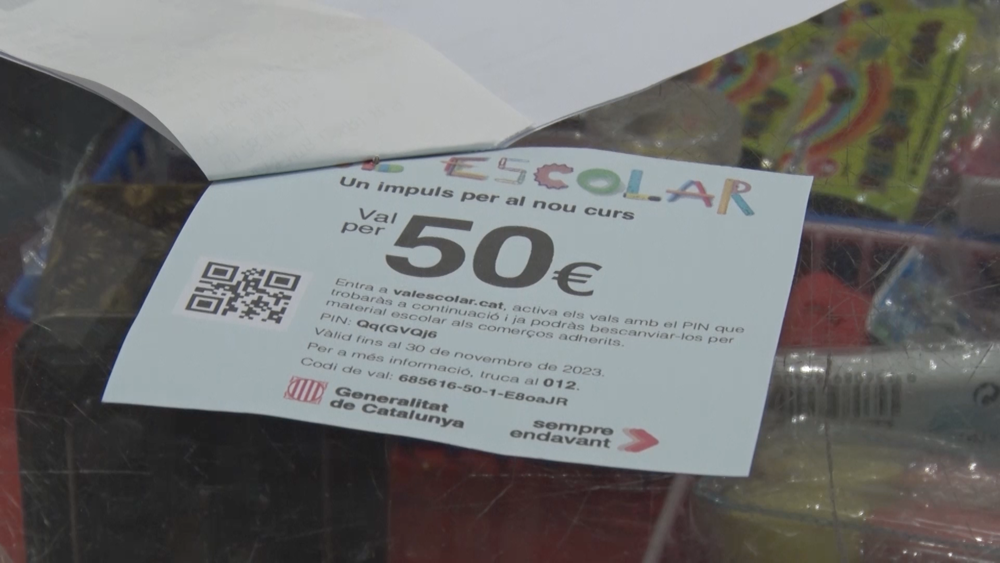 ESCOLAR
Un impuls per al nou curs
Val
per 50€
Entra a valescolar.cat, activa els vals amb el PIN que
trobaràs a continuació i ja podràs bescanviar-los per
material escolar als comerços adherits.
PIN: Qq(GVQj6
Vàlid fins al 30 de novembre de 2023.
Per a més informació, truca al 012.
Codi de val: 685616-50-1-E8oaJR
Generalitat
de Catalunya
sempre
endavant